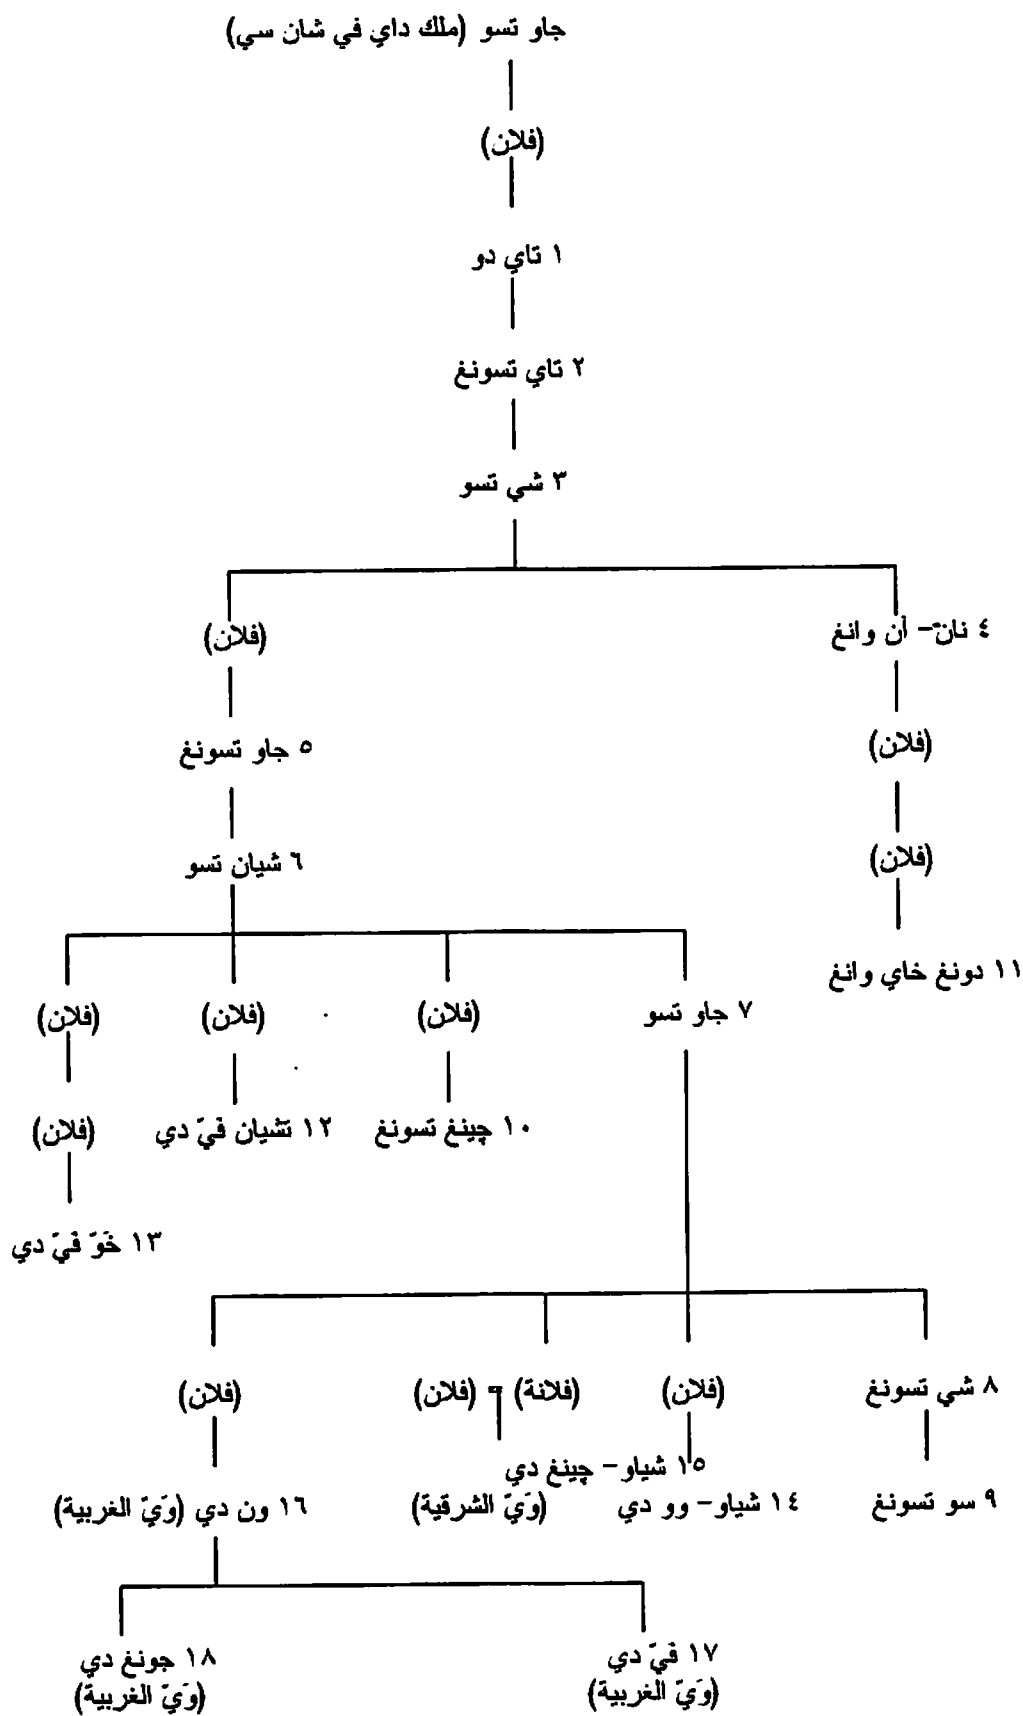 جاو تسو (ملك داي في شان سي)
(فلان)
١ تاي دو
٢ تاي تسونغ
٣ شي تسو
٤ نان - أن وانغ
(فلان)
(فلان)
٥ جاو تسونغ
(فلان)
٦ شيان تسو
(فلان)
١١ دونغ خاي وانغ
٧ جاو تسو
(فلان)
(فلان)
(فلان)
١٠ چينغ تسونغ
١٢ تشيان فيّ دي
(فلان)
١٣ خَوّ فيّ دي
٨ شي تسونغ
(فلان)
(فلانة) = (فلان)
(فلان)
١٥ شياو - چينغ دي
٩ سو تسونغ
١٤ شياو - وو دي
(وَيّ الشرقية)
١٦ ون دي (وَيّ الغربية)
١٧ فيّ دي
١٨ جونغ دي
(وَيّ الغربية)
(وَيّ الغربية)